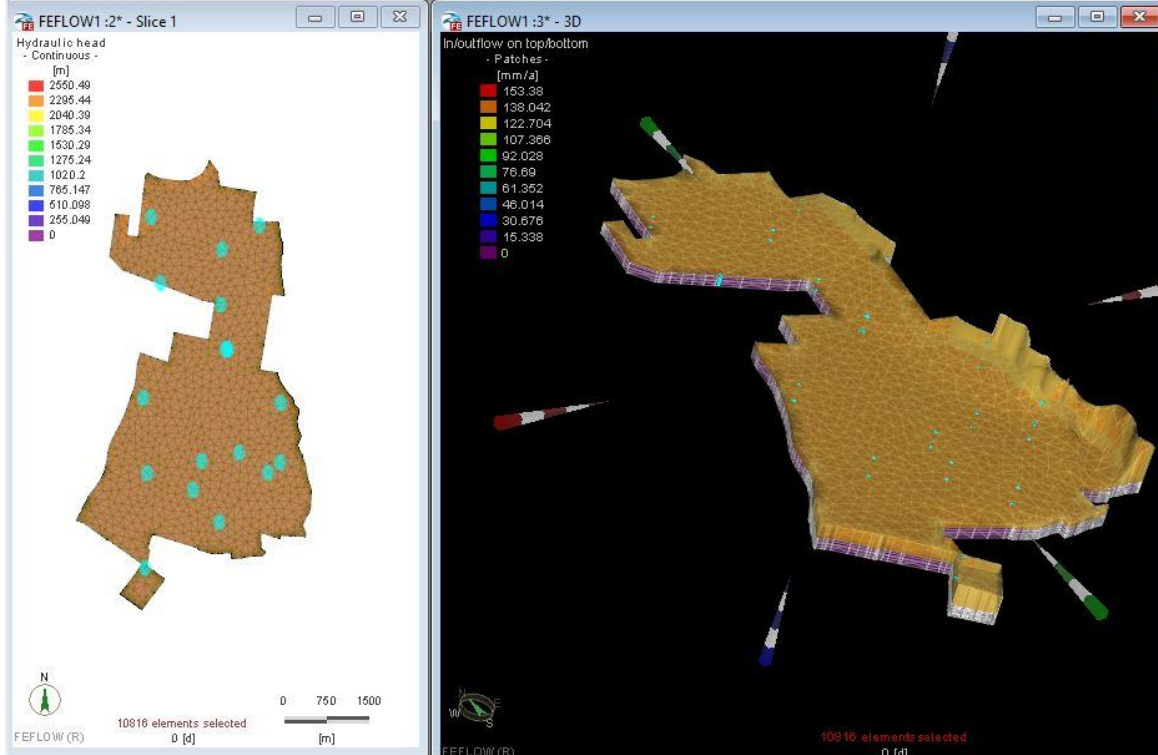 FEFLOW1 :2* - Slice 1
Hydraulic head
- Continuous -
[m]
2550.49
2295.44
2040.39
1785.34
1530.29
1275.24
1020.2
765.147
510.098
255.049
0
N
10816 elements selected
0 750 1500
FEFLOW (R)
0 [d]
[m]
FEFLOW1 :3* - 3D
In/outflow on top/bottom
- Patches -
[mm/a]
153.38
138.042
122.704
107.366
92.028
76.69
61.352
46.014
30.676
15.338
0
N
E
W
S
10816 elements selected
FEFLOW (R)
0 [d]